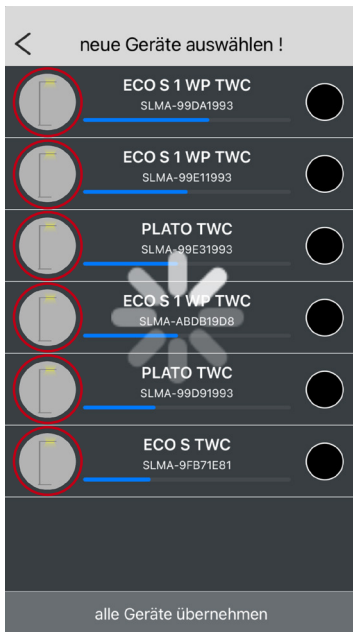 neue Geräte auswählen !
ECO S 1 WP TWC
SLMA-99DA1993
ECO S 1 WP TWC
SLMA-99E11993
PLATO TWC
SLMA-99E31993
ECO S 1 WP TWC
SLMA-ABDB19D8
PLATO TWC
SLMA-99D91993
ECO S TWC
SLMA-9FB71E81
alle Geräte übernehmen